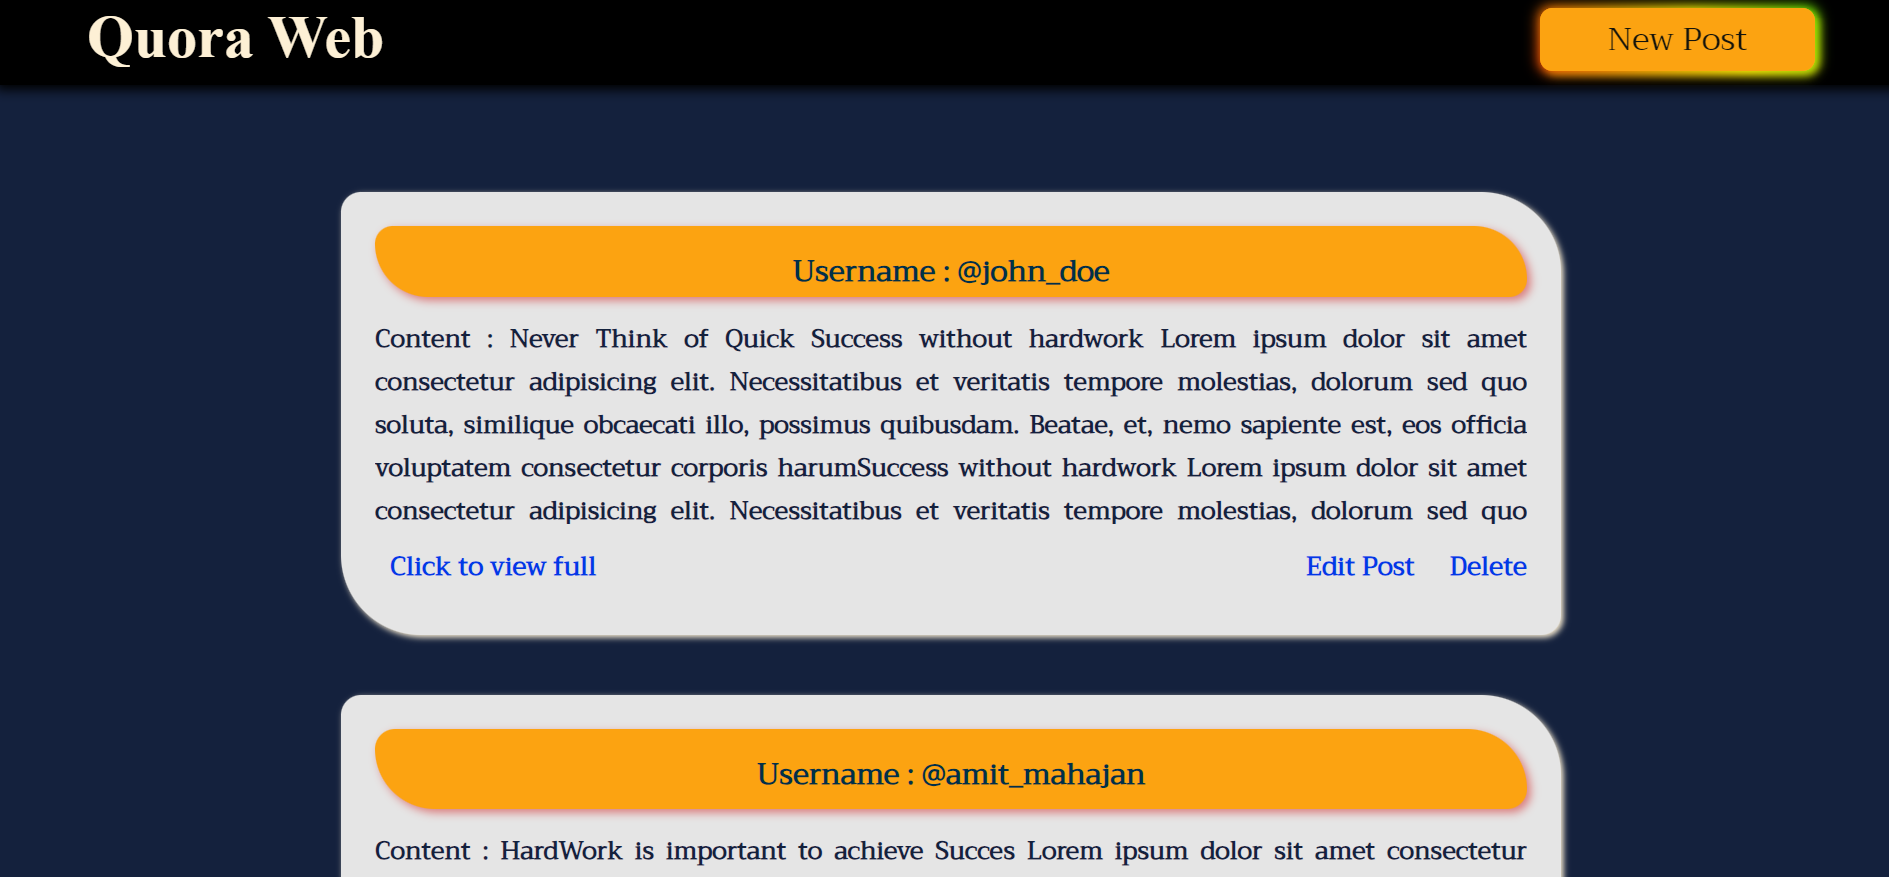 Quora Web
New Post
Username : @john_doe
Content : Never Think of Quick Success without hardwork Lorem ipsum dolor sit amet
consectetur adipisicing elit. Necessitatibus et veritatis tempore molestias, dolorum sed quo
soluta, similique obcaecati illo, possimus quibusdam. Beatae, et, nemo sapiente est, eos officia
voluptatem consectetur corporis harumSuccess without hardwork Lorem ipsum dolor sit amet
consectetur adipisicing elit. Necessitatibus et veritatis tempore molestias, dolorum sed quo
Click to view full
Edit Post
Delete
Username : @amit_mahajan
Content : HardWork is important to achieve Succes Lorem ipsum dolor sit amet consectetur